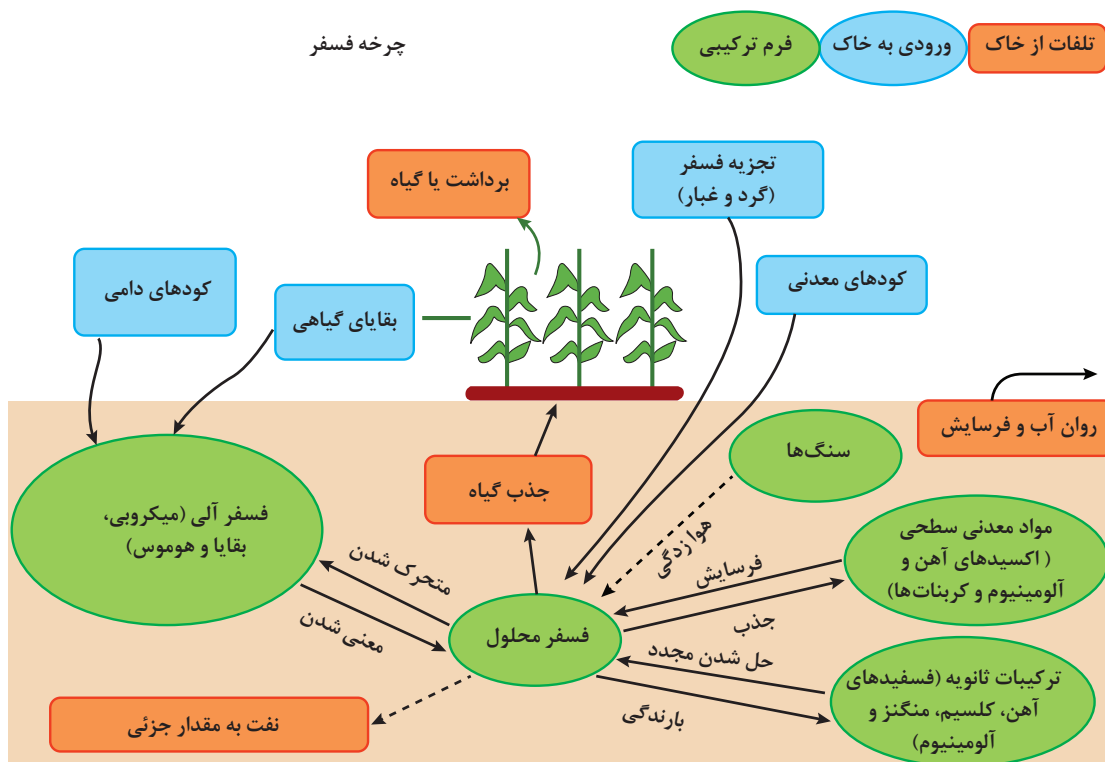 چرخه فسفر
تلفات از خاک
ورودی به خاک
فرم ترکیبی
تجزیه فسفر
(گرد و غبار)
برداشت یا گیاه
کودهای معدنی
کودهای دامی
بقایای گیاهی
روان آب و فرسایش
سنگ‌ها
جذب گیاه
فسفر آلی (میکروبی،
بقایا و هوموس)
مواد معدنی سطحی
( اکسیدهای آهن و
آلومینیوم و کربنات‌ها)
هوا زدگی
فرسایش
جذب
متحرک شدن
معنی شدن
فسفر محلول
حل شدن مجدد
بارندگی
ترکیبات ثانویه (فسفیدهای
آهن، کلسیم، منگنز و
آلومینیوم)
نفت به مقدار جزئی